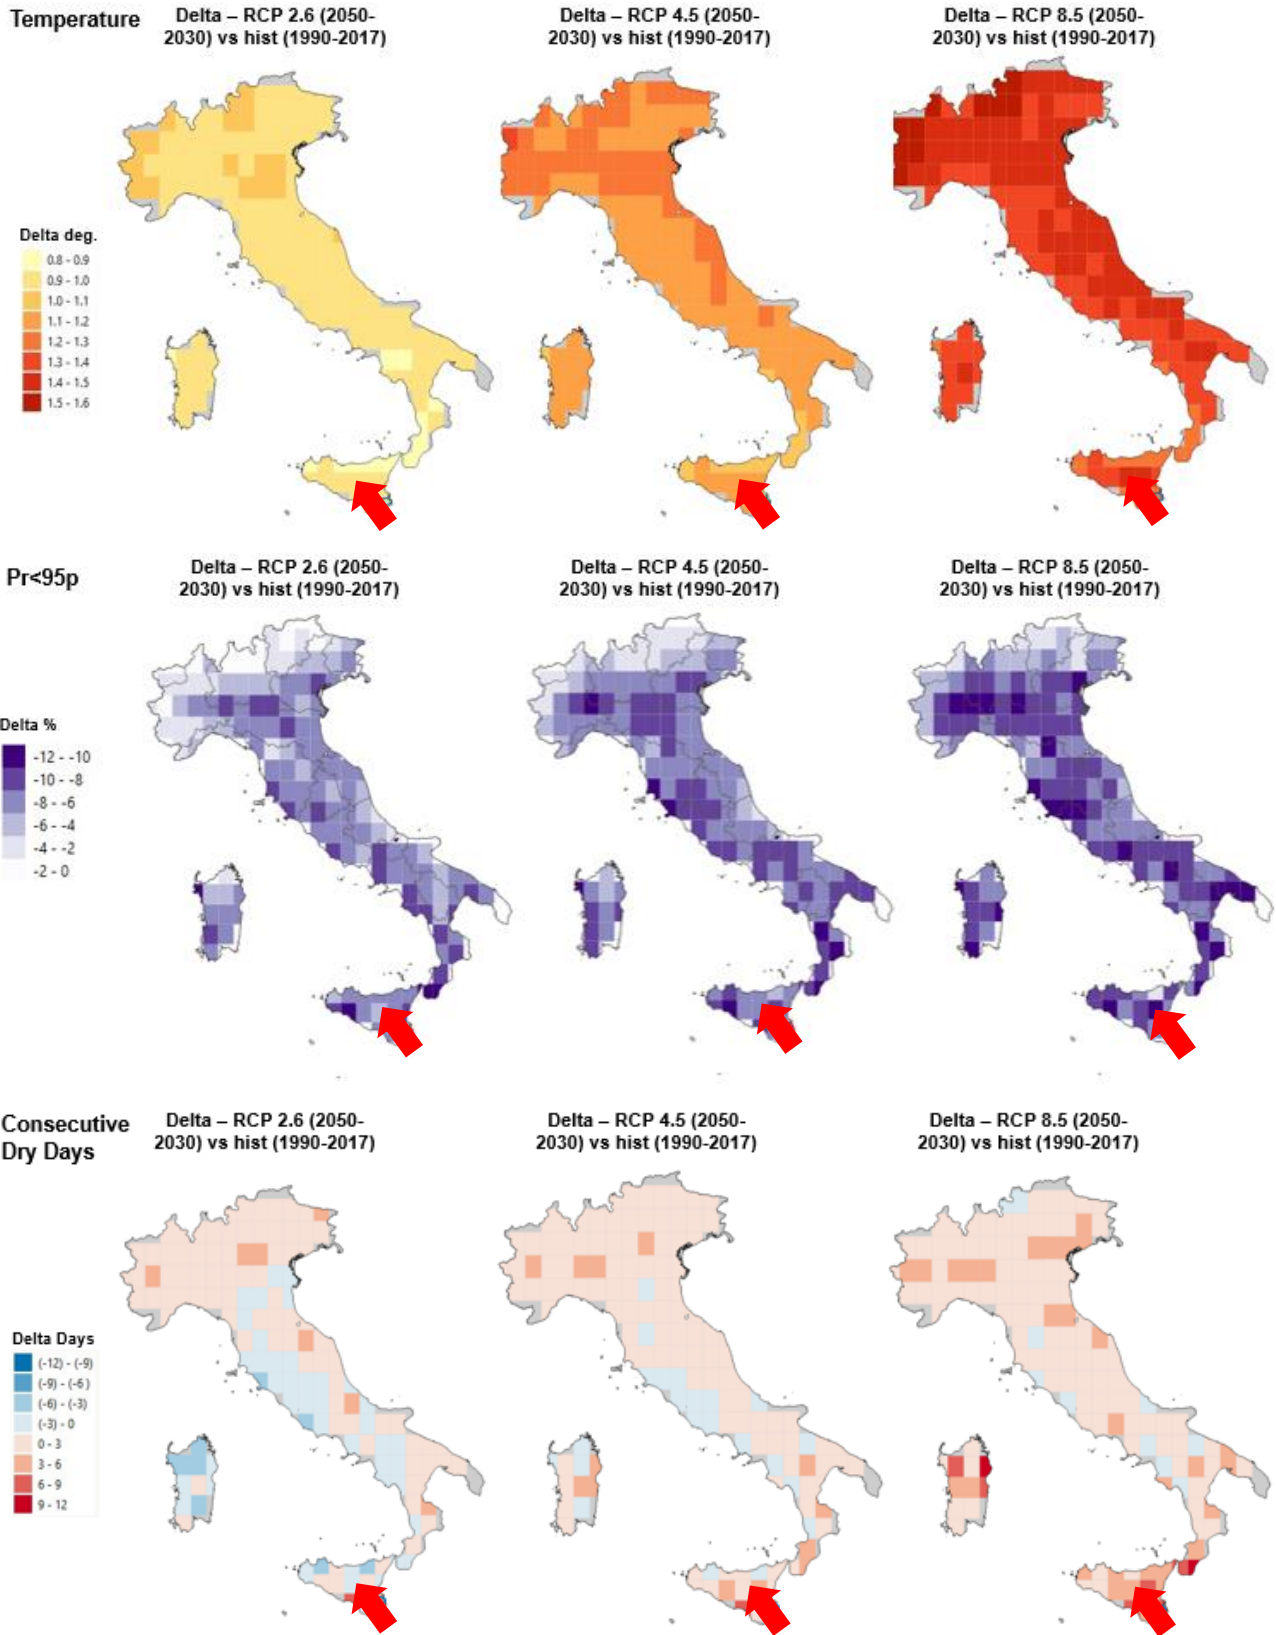 Temperature
Delta – RCP 2.6 (2050-
2030) vs hist (1990-2017)
Delta – RCP 4.5 (2050-
2030) vs hist (1990-2017)
Delta – RCP 8.5 (2050-
2030) vs hist (1990-2017)
Delta deg.
0.8 - 0.9
0.9 - 1.0
1.0 - 1.1
1.1 - 1.2
1.2 - 1.3
1.3 - 1.4
1.4 - 1.5
1.5 - 1.6
Pr<95p
Delta – RCP 2.6 (2050-
2030) vs hist (1990-2017)
Delta – RCP 4.5 (2050-
2030) vs hist (1990-2017)
Delta – RCP 8.5 (2050-
2030) vs hist (1990-2017)
Delta %
-12 - -10
-10 - -8
-8 - -6
-6 - -4
-4 - -2
-2 - 0
Consecutive
Dry Days
Delta – RCP 2.6 (2050-
2030) vs hist (1990-2017)
Delta – RCP 4.5 (2050-
2030) vs hist (1990-2017)
Delta – RCP 8.5 (2050-
2030) vs hist (1990-2017)
Delta Days
(-12) - (-9)
(-9) - (-6)
(-6) - (-3)
(-3) - 0
0 - 3
3 - 6
6 - 9
9 - 12